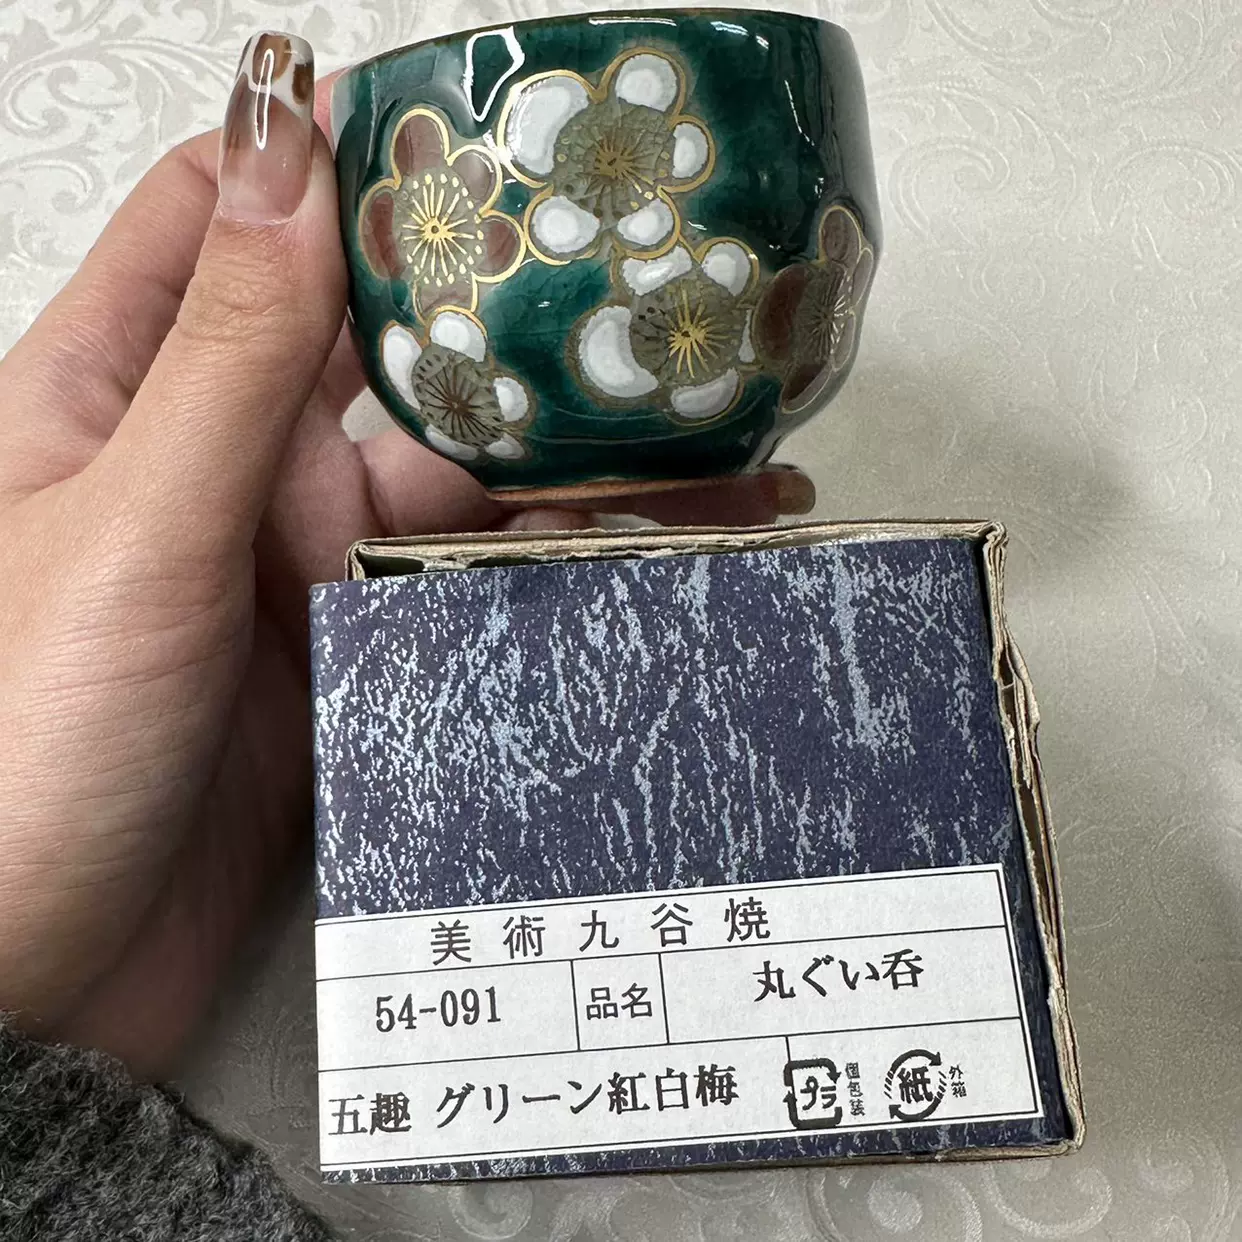 美術九谷焼
54-091 品名 丸ぐい呑
五趣 グリーン紅白梅 プラ 個包装 紙 外箱